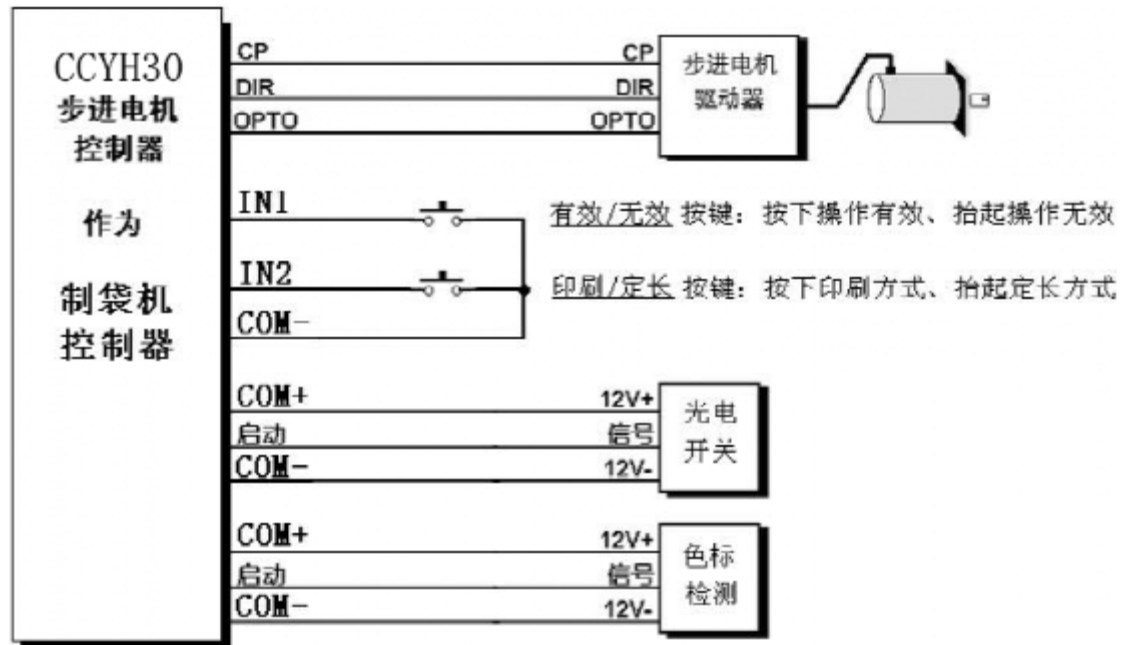 CCYH30
步进电机
控制器
作为
制袋机
控制器
CP CP
DIR DIR
OPTO OPTO
步进电机
驱动器
IN1
有效/无效 按键：按下操作有效、抬起操作无效
IN2
印刷/定长 按键：按下印刷方式、抬起定长方式
COM-
COM+ 12V+
启动 信号
COM- 12V-
光电
开关
COM+ 12V+
启动 信号
COM- 12V-
色标
检测